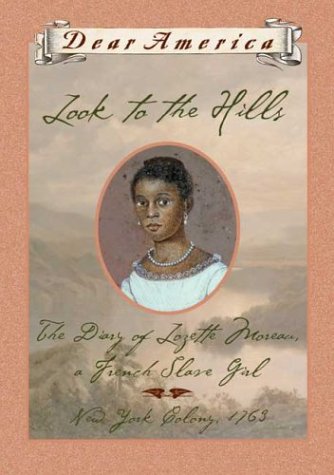 Dear America
Look to the Hills
The Diary of Lozette Moreau,
a French Slave Girl
New York Colony, 1763